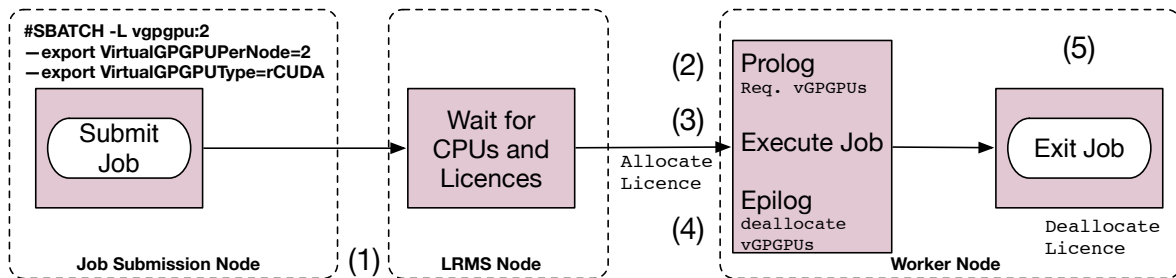 #SBATCH -L vgpgpu:2
—export VirtualGPGPUPerNode=2
—export VirtualGPGPUType=rCUDA
Submit
Job
Job Submission Node
(1)
Wait for
CPUs and
Licences
LRMS Node
Allocate
Licence
(2)
(3)
(4)
Prolog
Req. vGPGPUs
Execute Job
Epilog
deallocate
vGPGPUs
(5)
Exit Job
Deallocate
Licence
Worker Node